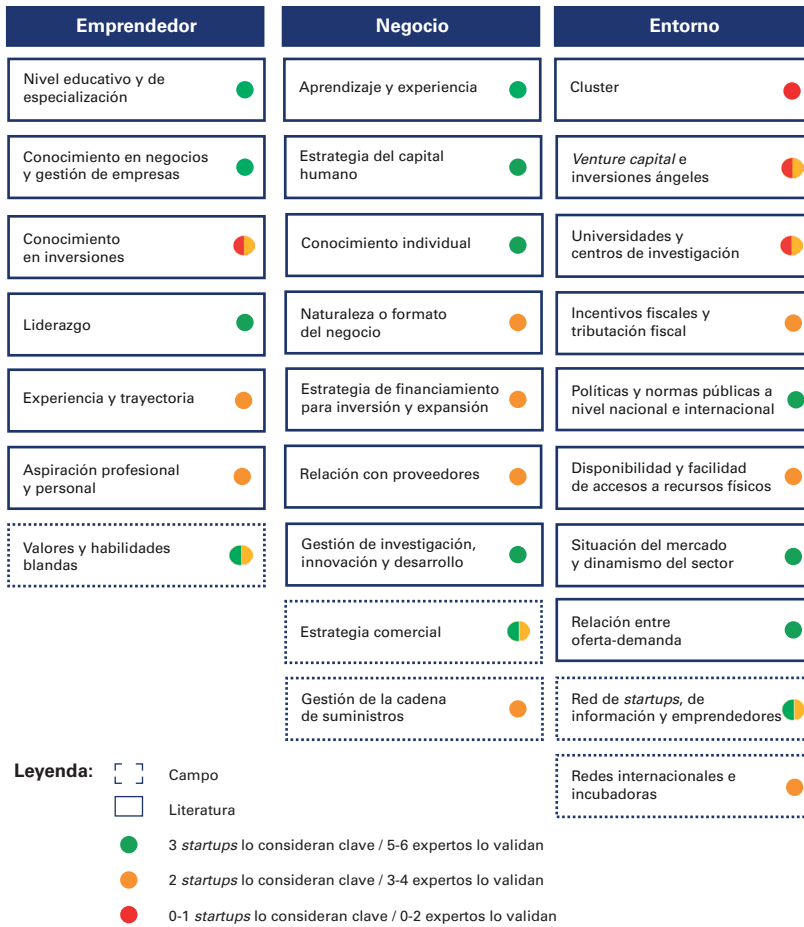 Emprendedor
Nivel educativo y de
especialización
Conocimiento en negocios
y gestión de empresas
Conocimiento
en inversiones
Liderazgo
Experiencia y trayectoria
Aspiración profesional
y personal
Valores y habilidades
blandas
Negocio
Aprendizaje y experiencia
Estrategia del capital
humano
Conocimiento individual
Naturaleza o formato
del negocio
Estrategia de financiamiento
para inversión y expansión
Relación con proveedores
Gestión de investigación,
innovación y desarrollo
Estrategia comercial
Gestión de la cadena
de suministros
Entorno
Cluster
Venture capital e
inversiones ángeles
Universidades y
centros de investigación
Incentivos fiscales y
tributación fiscal
Políticas y normas públicas a
nivel nacional e internacional
Disponibilidad y facilidad
de accesos a recursos físicos
Situación del mercado
y dinamismo del sector
Relación entre
oferta-demanda
Red de startups, de
información y emprendedores
Redes internacionales e
incubadoras
Leyenda:
Campo
Literatura
3 startups lo consideran clave / 5-6 expertos lo validan
2 startups lo consideran clave / 3-4 expertos lo validan
0-1 startups lo consideran clave / 0-2 expertos lo validan